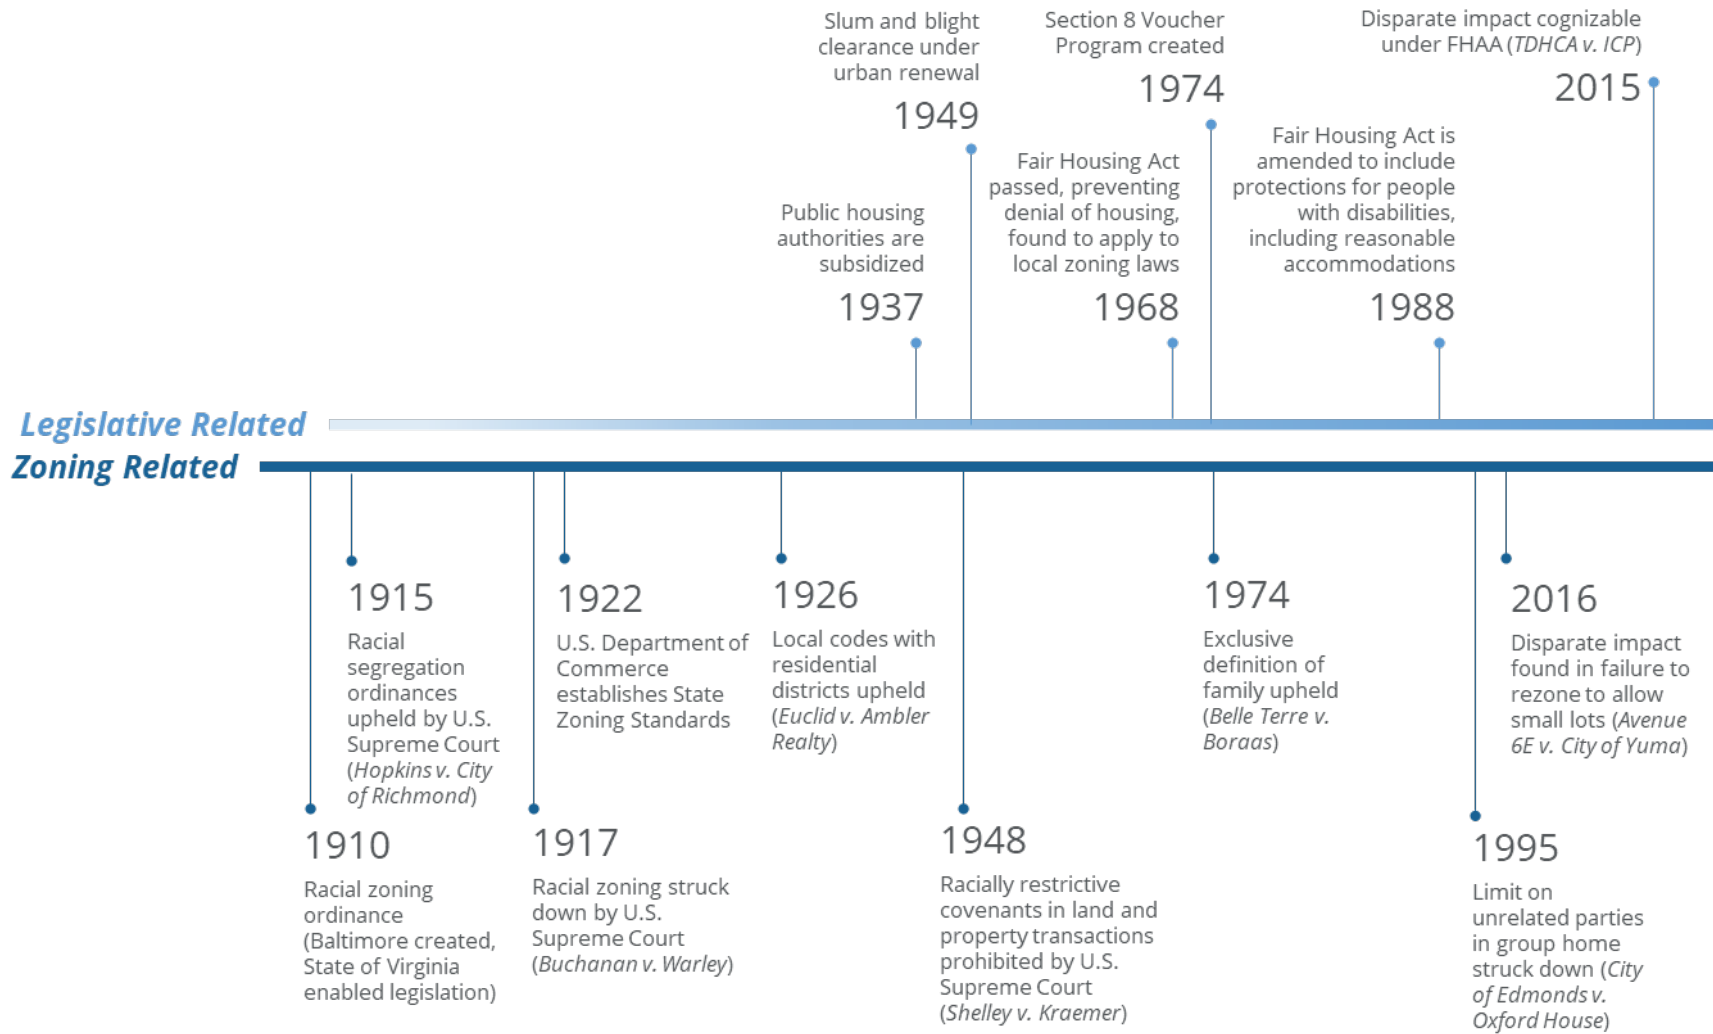 Slum and blight
clearance under
urban renewal
1949
Section 8 Voucher
Program created
1974
Disparate impact cognizable
under FHAA (TDHCA v. ICP)
2015
Public housing
authorities are
subsidized
1937
Fair Housing Act
passed, preventing
denial of housing,
found to apply to
local zoning laws
1968
Fair Housing Act is
amended to include
protections for people
with disabilities,
including reasonable
accommodations
1988
Legislative Related
Zoning Related
1915
Racial
segregation
ordinances
upheld by U.S.
Supreme Court
(Hopkins v. City
of Richmond)
1922
U.S. Department of
Commerce
establishes State
Zoning Standards
1926
Local codes with
residential
districts upheld
(Euclid v. Ambler
Realty)
1974
Exclusive
definition of
family upheld
(Belle Terre v.
Boraas)
2016
Disparate impact
found in failure to
rezone to allow
small lots (Avenue
6E v. City of Yuma)
1910
Racial zoning
ordinance
(Baltimore created,
State of Virginia
enabled legislation)
1917
Racial zoning struck
down by U.S.
Supreme Court
(Buchanan v. Warley)
1948
Racially restrictive
covenants in land and
property transactions
prohibited by U.S.
Supreme Court
(Shelley v. Kraemer)
1995
Limit on
unrelated parties
in group home
struck down (City
of Edmonds v.
Oxford House)